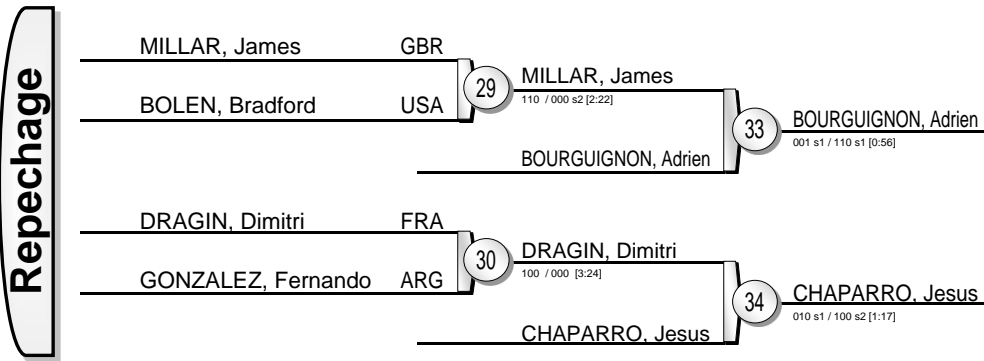 Repechage
MILLAR, James GBR
BOLEN, Bradford USA
29
MILLAR, James
110 / 000 s2 [2:22]
BOURGUIGNON, Adrien
33
BOURGUIGNON, Adrien
001 s1 / 110 s1 [0:56]
DRAGIN, Dimitri FRA
GONZALEZ, Fernando ARG
30
DRAGIN, Dimitri
100 / 000 [3:24]
CHAPARRO, Jesus
34
CHAPARRO, Jesus
010 s1 / 100 s2 [1:17]